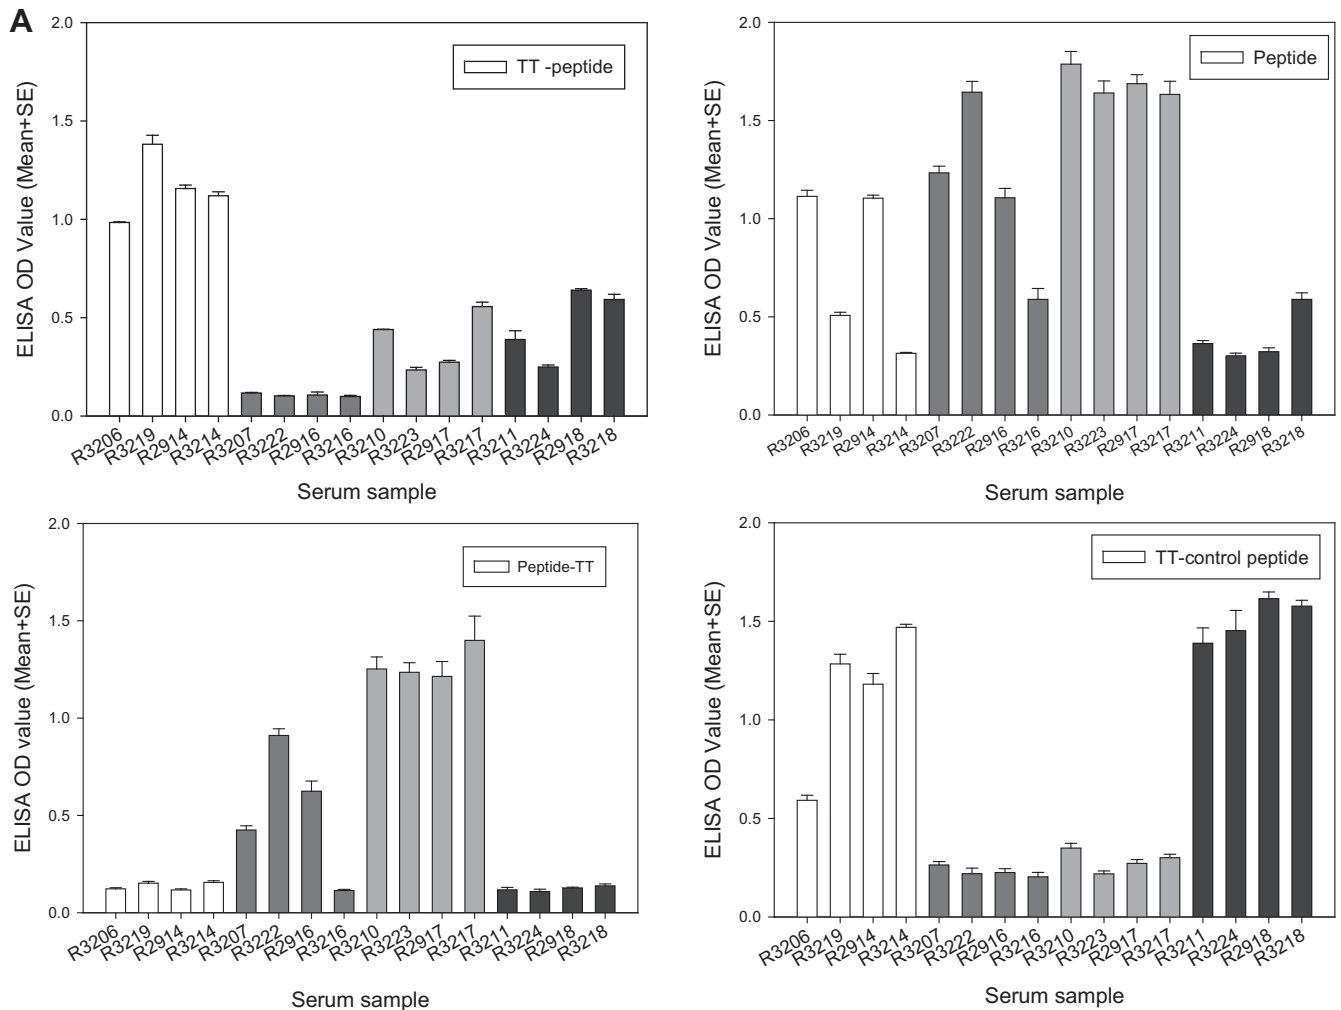 A
TT -peptide
ELISA OD Value (Mean+SE)
2.0
1.5
1.0
0.5
0.0
R3206 R3219 R2914 R3214 R3207 R3222 R2916 R3216 R3210 R3223 R2917 R3217 R3211 R3224 R2918 R3218
Serum sample
Peptide
ELISA OD Value (Mean+SE)
2.0
1.5
1.0
0.5
0.0
R3206 R3219 R2914 R3214 R3207 R3222 R2916 R3216 R3210 R3223 R2917 R3217 R3211 R3224 R2918 R3218
Serum sample
Peptide-TT
ELISA OD value (Mean+SE)
2.0
1.5
1.0
0.5
0.0
R3206 R3219 R2914 R3214 R3207 R3222 R2916 R3216 R3210 R3223 R2917 R3217 R3211 R3224 R2918 R3218
Serum sample
TT-control peptide
ELISA OD Value (Mean+SE)
2.0
1.5
1.0
0.5
0.0
R3206 R3219 R2914 R3214 R3207 R3222 R2916 R3216 R3210 R3223 R2917 R3217 R3211 R3224 R2918 R3218
Serum sample